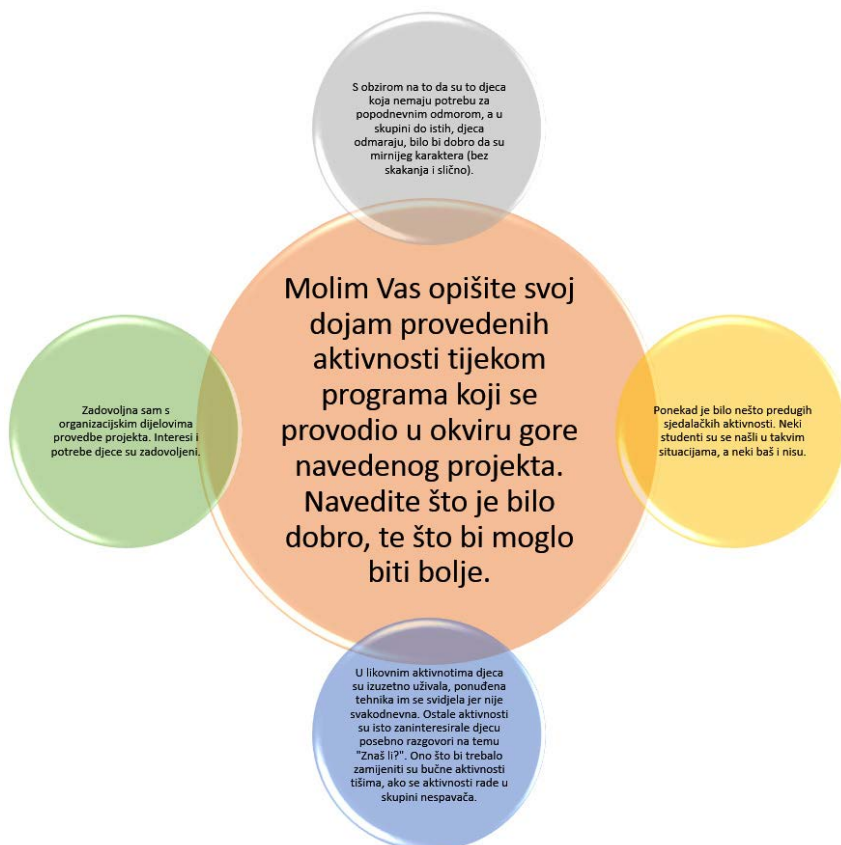 S obzirom na to da su to djeca
koja nemaju potrebu za
popodnevnim odmorom, a u
skupini do istih, djeca
odmaraju, bilo bi dobro da su
mirnijeg karaktera (bez
skakanja i slično).
Molim Vas opišite svoj
dojam provedenih
aktivnosti tijekom
programa koji se
provodio u okviru gore
navedenog projekta.
Navedite što je bilo
dobro, te što bi moglo
biti bolje.
Zadovoljna sam s
organizacijskim dijelovima
provedbe projekta. Interesi i
potrebe djece su zadovoljeni.
Ponekad je bilo nešto predugih
sjedalačkih aktivnosti. Neki
studenti su se našli u takvim
situacijama, a neki baš i nisu.
U likovnim aktivnotima djeca
su izuzetno uživala, ponuđena
tehnika im se svidjela jer nije
svakodnevna. Ostale aktivnosti
su isto zaninteresirale djecu
posebno razgovori na temu
"Znaš li?". Ono što bi trebalo
zamijeniti su bučne aktivnosti
tišima, ako se aktivnosti rade u
skupini nespavača.